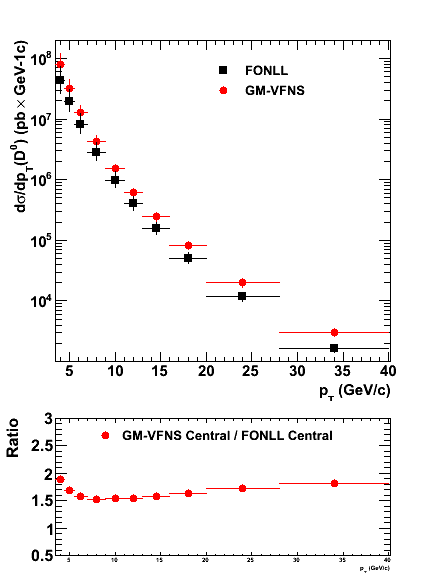 dσ/dp_T(D^0) (pb × GeV-1c)
10^8
10^7
10^6
10^5
10^4
FONLL
GM-VFNS
5 10 15 20 25 30 35 40
p_T (GeV/c)
Ratio
3
2.5
2
1.5
1
0.5
GM-VFNS Central / FONLL Central
5 10 15 20 25 30 35 40
p_T (GeV/c)